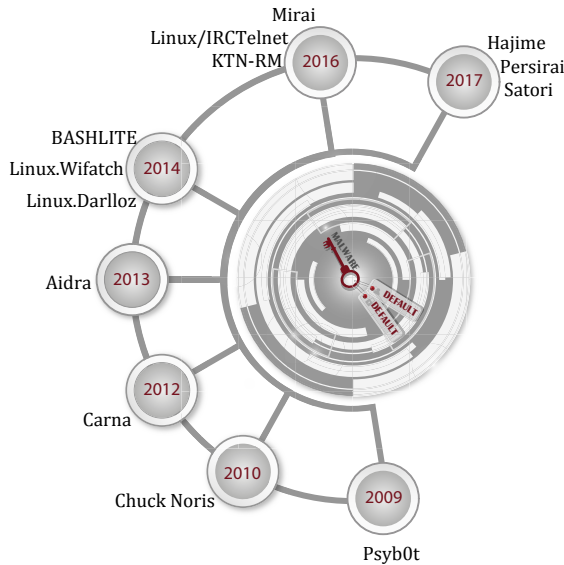 Mirai
Linux/IRCTelnet
KTN-RM
2016
Hajime
Persirai
Satori
2017
BASHLITE
Linux.Wifatch
Linux.Darlloz
2014
Aidra
2013
MALWARE
DEFAULT
DEFAULT
2012
Carna
2010
Chuck Noris
2009
Psyb0t